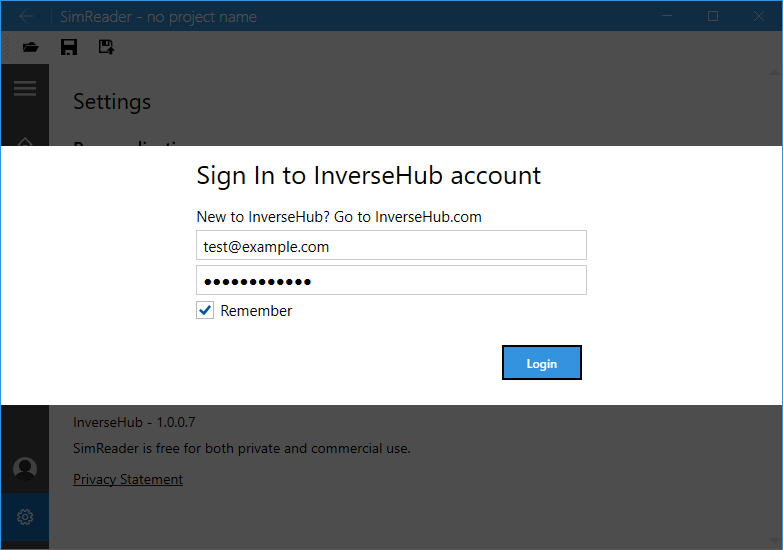 SimReader - no project name
Settings
Sign In to InverseHub account
New to InverseHub? Go to InverseHub.com
test@example.com
●●●●●●●●●●●●
Remember
Login
InverseHub - 1.0.0.7
SimReader is free for both private and commercial use.
Privacy Statement